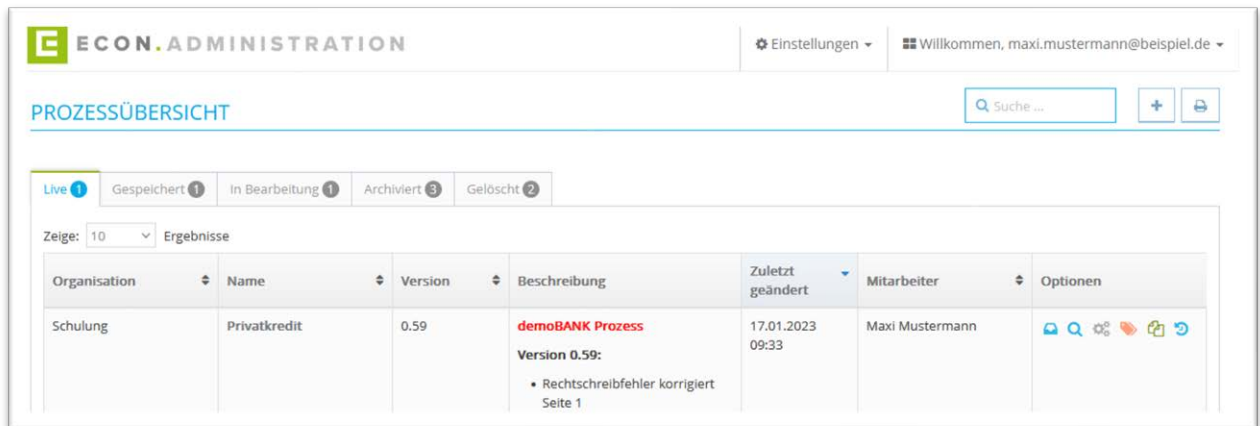 E ECON.ADMINISTRATION
Einstellungen
Willkommen, maxi.mustermann@beispiel.de
PROZESSÜBERSICHT
Suche ...
Live 1
Gespeichert 1
In Bearbeitung 1
Archiviert 3
Gelöscht 2
Zeige: 10 Ergebnisse
Organisation
Name
Version
Beschreibung
Zuletzt
geändert
Mitarbeiter
Optionen
Schulung
Privatkredit
0.59
demoBANK Prozess
Version 0.59:
• Rechtschreibfehler korrigiert
Seite 1
17.01.2023
09:33
Maxi Mustermann